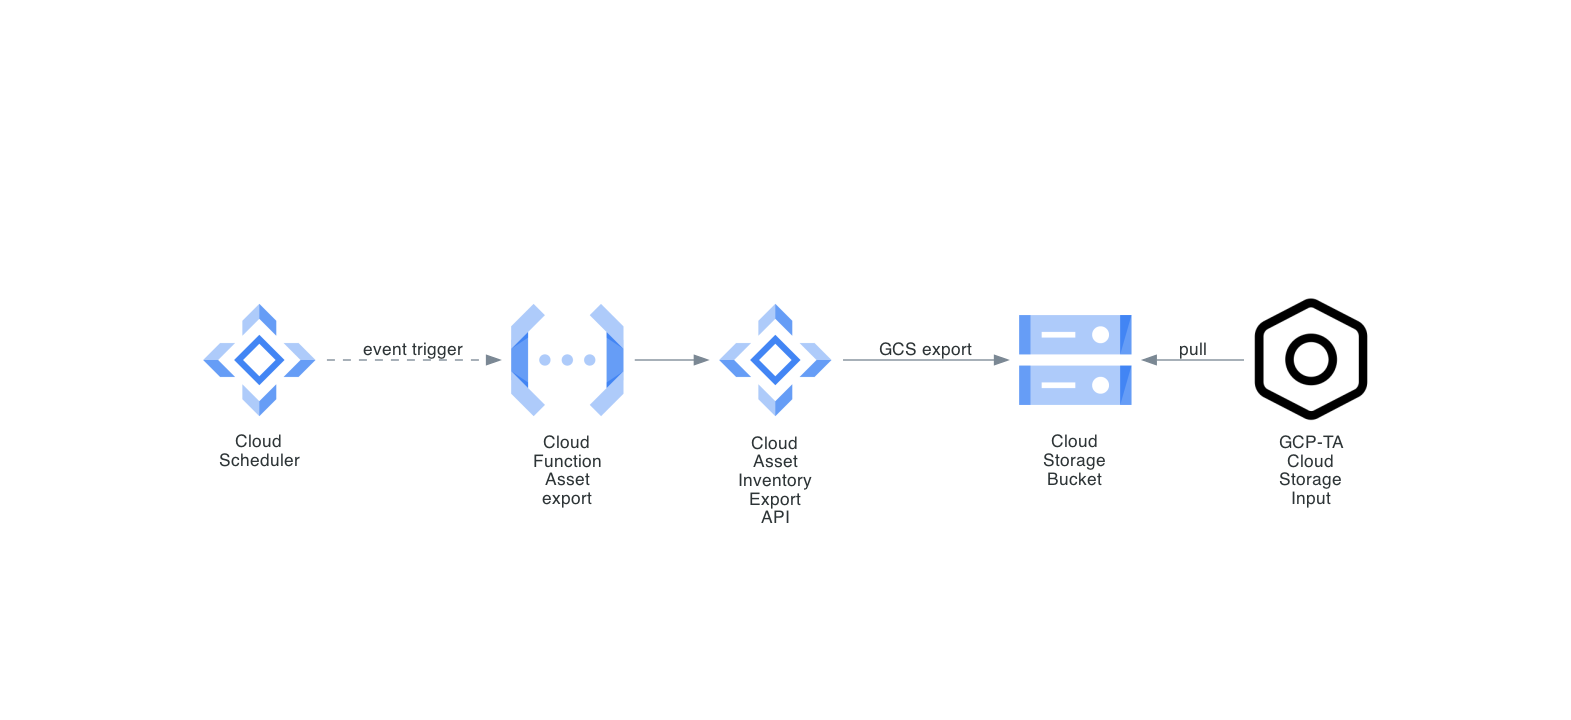 event trigger
GCS export
pull
Cloud
Scheduler
Cloud
Function
Asset
export
Cloud
Asset
Inventory
Export
API
Cloud
Storage
Bucket
GCP-TA
Cloud
Storage
Input